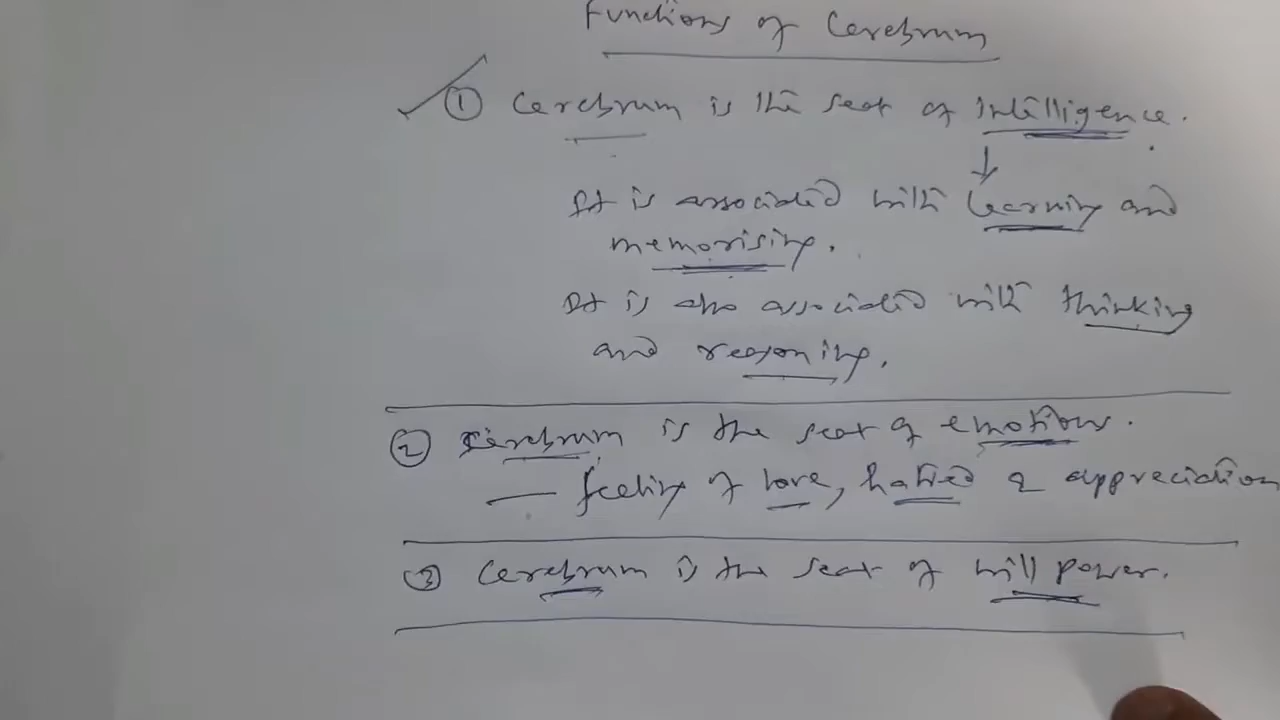 Functions of Cerebrum
① Cerebrum is the seat of intelligence.
It is associated with learning and
memorising.
It is also associated with thinking
and reasoning.
② Cerebrum is the seat of emotions.
— feeling of love, hatred & appreciation
③ Cerebrum is the seat of will power.